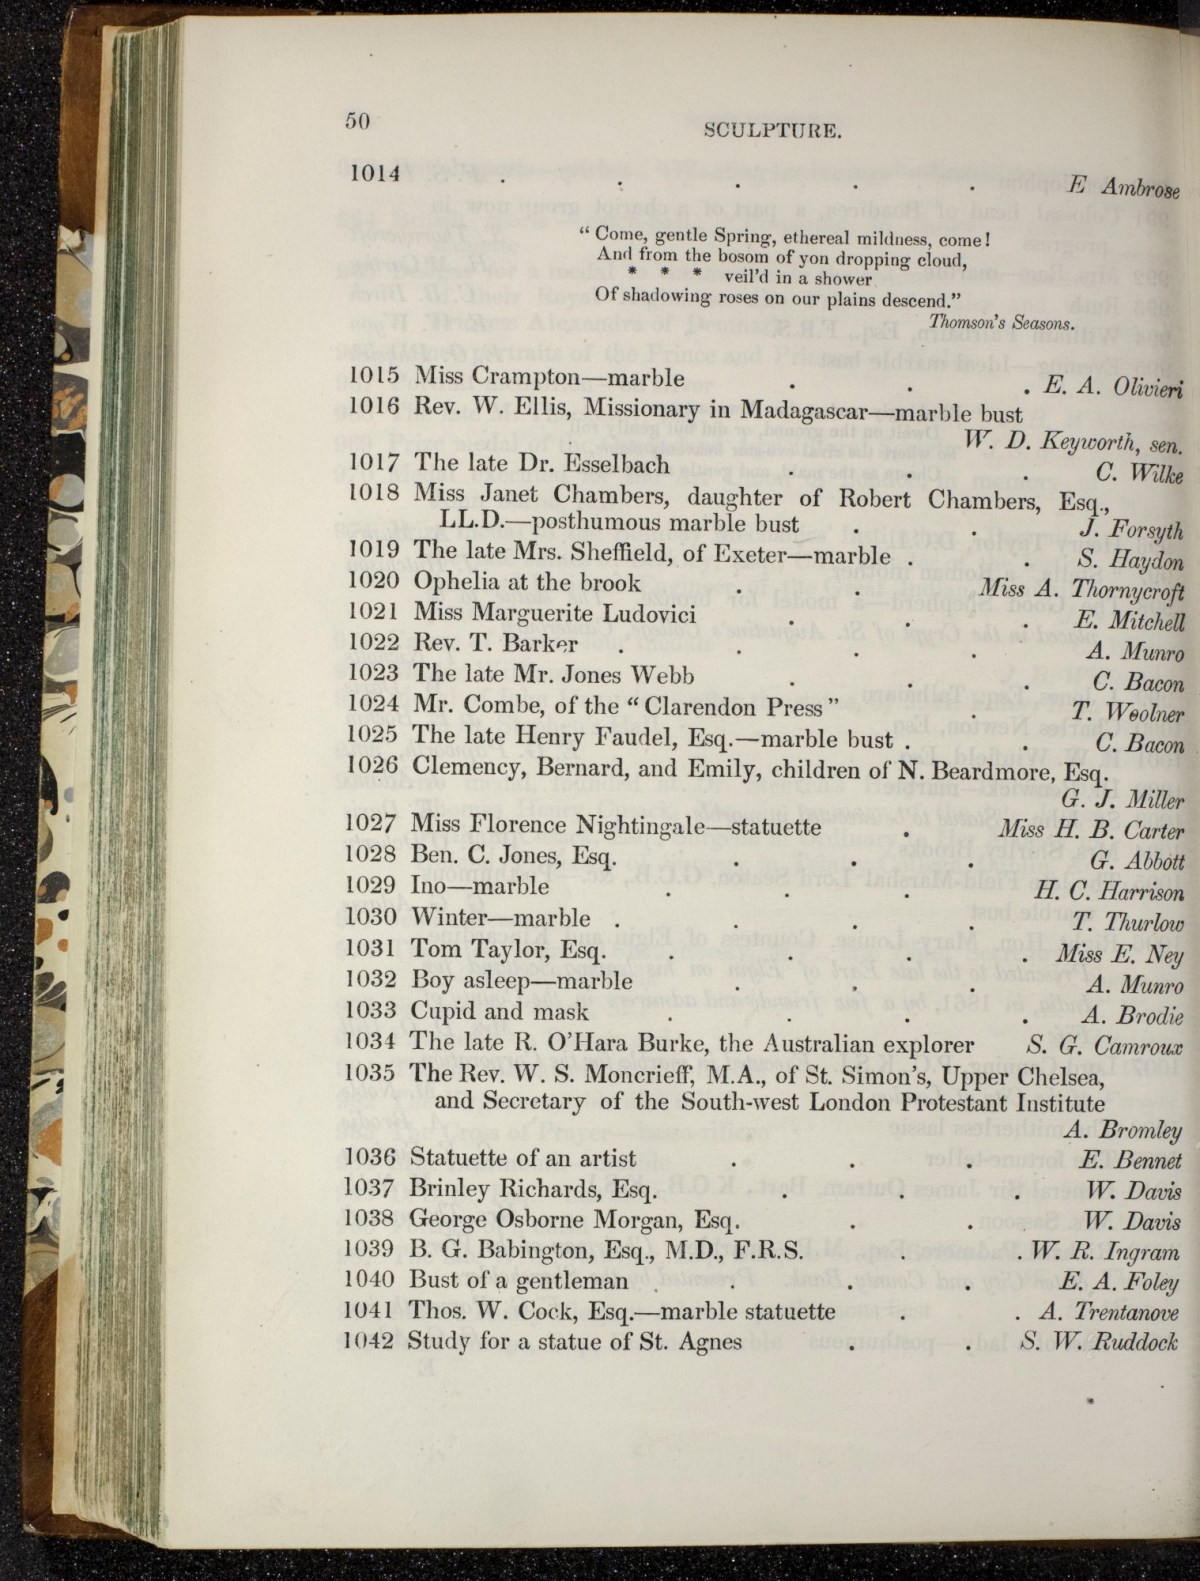 50
SCULPTURE.
1014 . . . . . E Ambrose
“ Come, gentle Spring, ethereal mildness, come!
And from the bosom of yon dropping cloud,
* * * veil'd in a shower
Of shadowing roses on our plains descend.”
Thomson's Seasons.
1015 Miss Crampton—marble . . . E. A. Olivieri
1016 Rev. W. Ellis, Missionary in Madagascar—marble bust
W. D. Keyworth, sen.
1017 The late Dr. Esselbach . . . C. Wilke
1018 Miss Janet Chambers, daughter of Robert Chambers, Esq.,
LL.D.—posthumous marble bust . . J. Forsyth
1019 The late Mrs. Sheffield, of Exeter—marble . . S. Haydon
1020 Ophelia at the brook . . Miss A. Thornycroft
1021 Miss Marguerite Ludovici . . . E. Mitchell
1022 Rev. T. Barker . . . . A. Munro
1023 The late Mr. Jones Webb . . . C. Bacon
1024 Mr. Combe, of the “ Clarendon Press ” . T. Woolner
1025 The late Henry Faudel, Esq.—marble bust . . C. Bacon
1026 Clemency, Bernard, and Emily, children of N. Beardmore, Esq.
G. J. Miller
1027 Miss Florence Nightingale—statuette . Miss H. B. Carter
1028 Ben. C. Jones, Esq. . . . G. Abbott
1029 Ino—marble . . . H. C. Harrison
1030 Winter—marble . . . . T. Thurlow
1031 Tom Taylor, Esq. . . . . Miss E. Ney
1032 Boy asleep—marble . . . A. Munro
1033 Cupid and mask . . . . A. Brodie
1034 The late R. O'Hara Burke, the Australian explorer S. G. Camroux
1035 The Rev. W. S. Moncrieff, M.A., of St. Simon's, Upper Chelsea,
and Secretary of the South-west London Protestant Institute
A. Bromley
1036 Statuette of an artist . . . E. Bennet
1037 Brinley Richards, Esq. . . . W. Davis
1038 George Osborne Morgan, Esq. . . W. Davis
1039 B. G. Babington, Esq., M.D., F.R.S. . . W. R. Ingram
1040 Bust of a gentleman . . . . E. A. Foley
1041 Thos. W. Cock, Esq.—marble statuette . . A. Trentanove
1042 Study for a statue of St. Agnes . . S. W. Ruddock